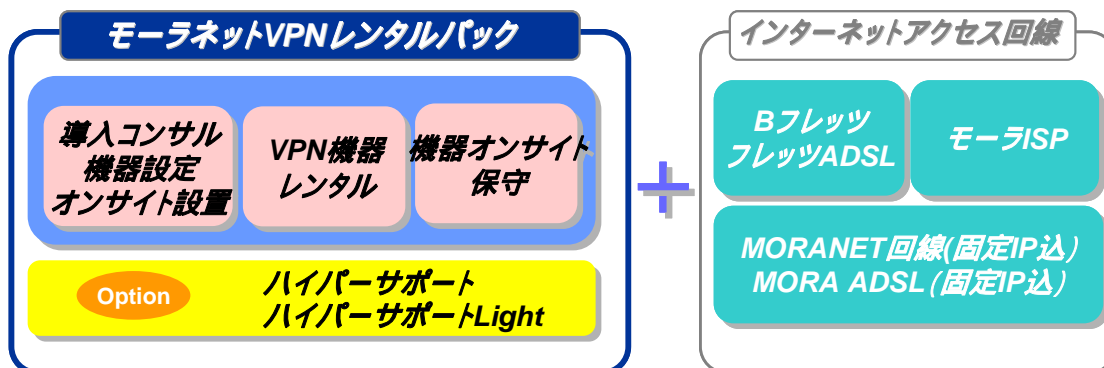 モーラネットVPNレンタルパック
導入コンサル
機器設定
オンサイト設置
VPN機器
レンタル
機器オンサイト
保守
Option
ハイパーサポート
ハイパーサポートLight
+
インターネットアクセス回線
Bフレッツ
フレッツADSL
モーラISP
MORANET回線(固定IP込)
MORA ADSL(固定IP込)